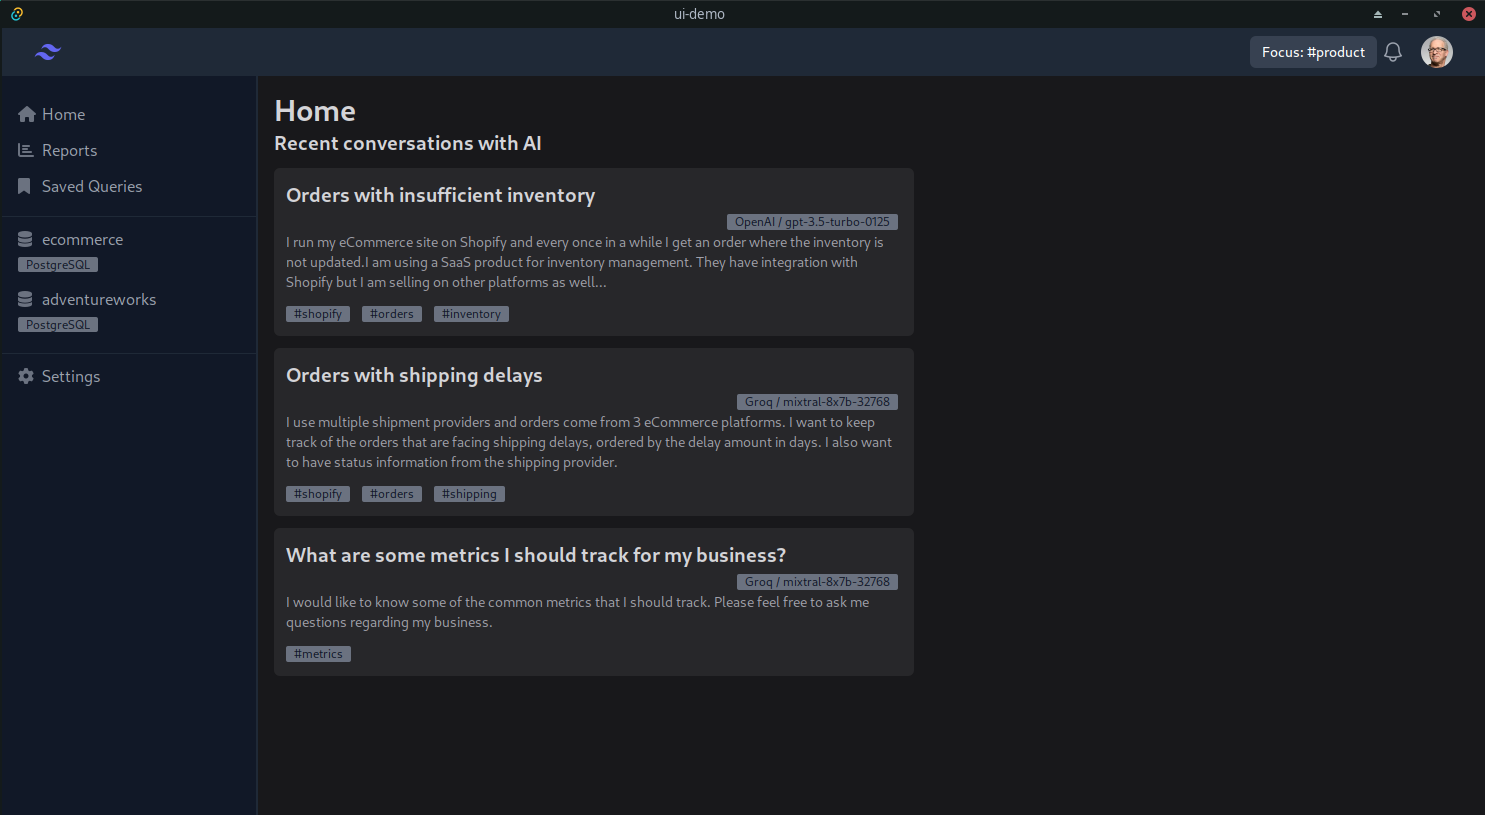 ui-demo
Focus: #product
Home
Reports
Saved Queries
ecommerce
PostgreSQL
adventureworks
PostgreSQL
Settings
Home
Recent conversations with AI
Orders with insufficient inventory
OpenAI / gpt-3.5-turbo-0125
I run my eCommerce site on Shopify and every once in a while I get an order where the inventory is
not updated.I am using a SaaS product for inventory management. They have integration with
Shopify but I am selling on other platforms as well...
#shopify #orders #inventory
Orders with shipping delays
Groq / mixtral-8x7b-32768
I use multiple shipment providers and orders come from 3 eCommerce platforms. I want to keep
track of the orders that are facing shipping delays, ordered by the delay amount in days. I also want
to have status information from the shipping provider.
#shopify #orders #shipping
What are some metrics I should track for my business?
Groq / mixtral-8x7b-32768
I would like to know some of the common metrics that I should track. Please feel free to ask me
questions regarding my business.
#metrics